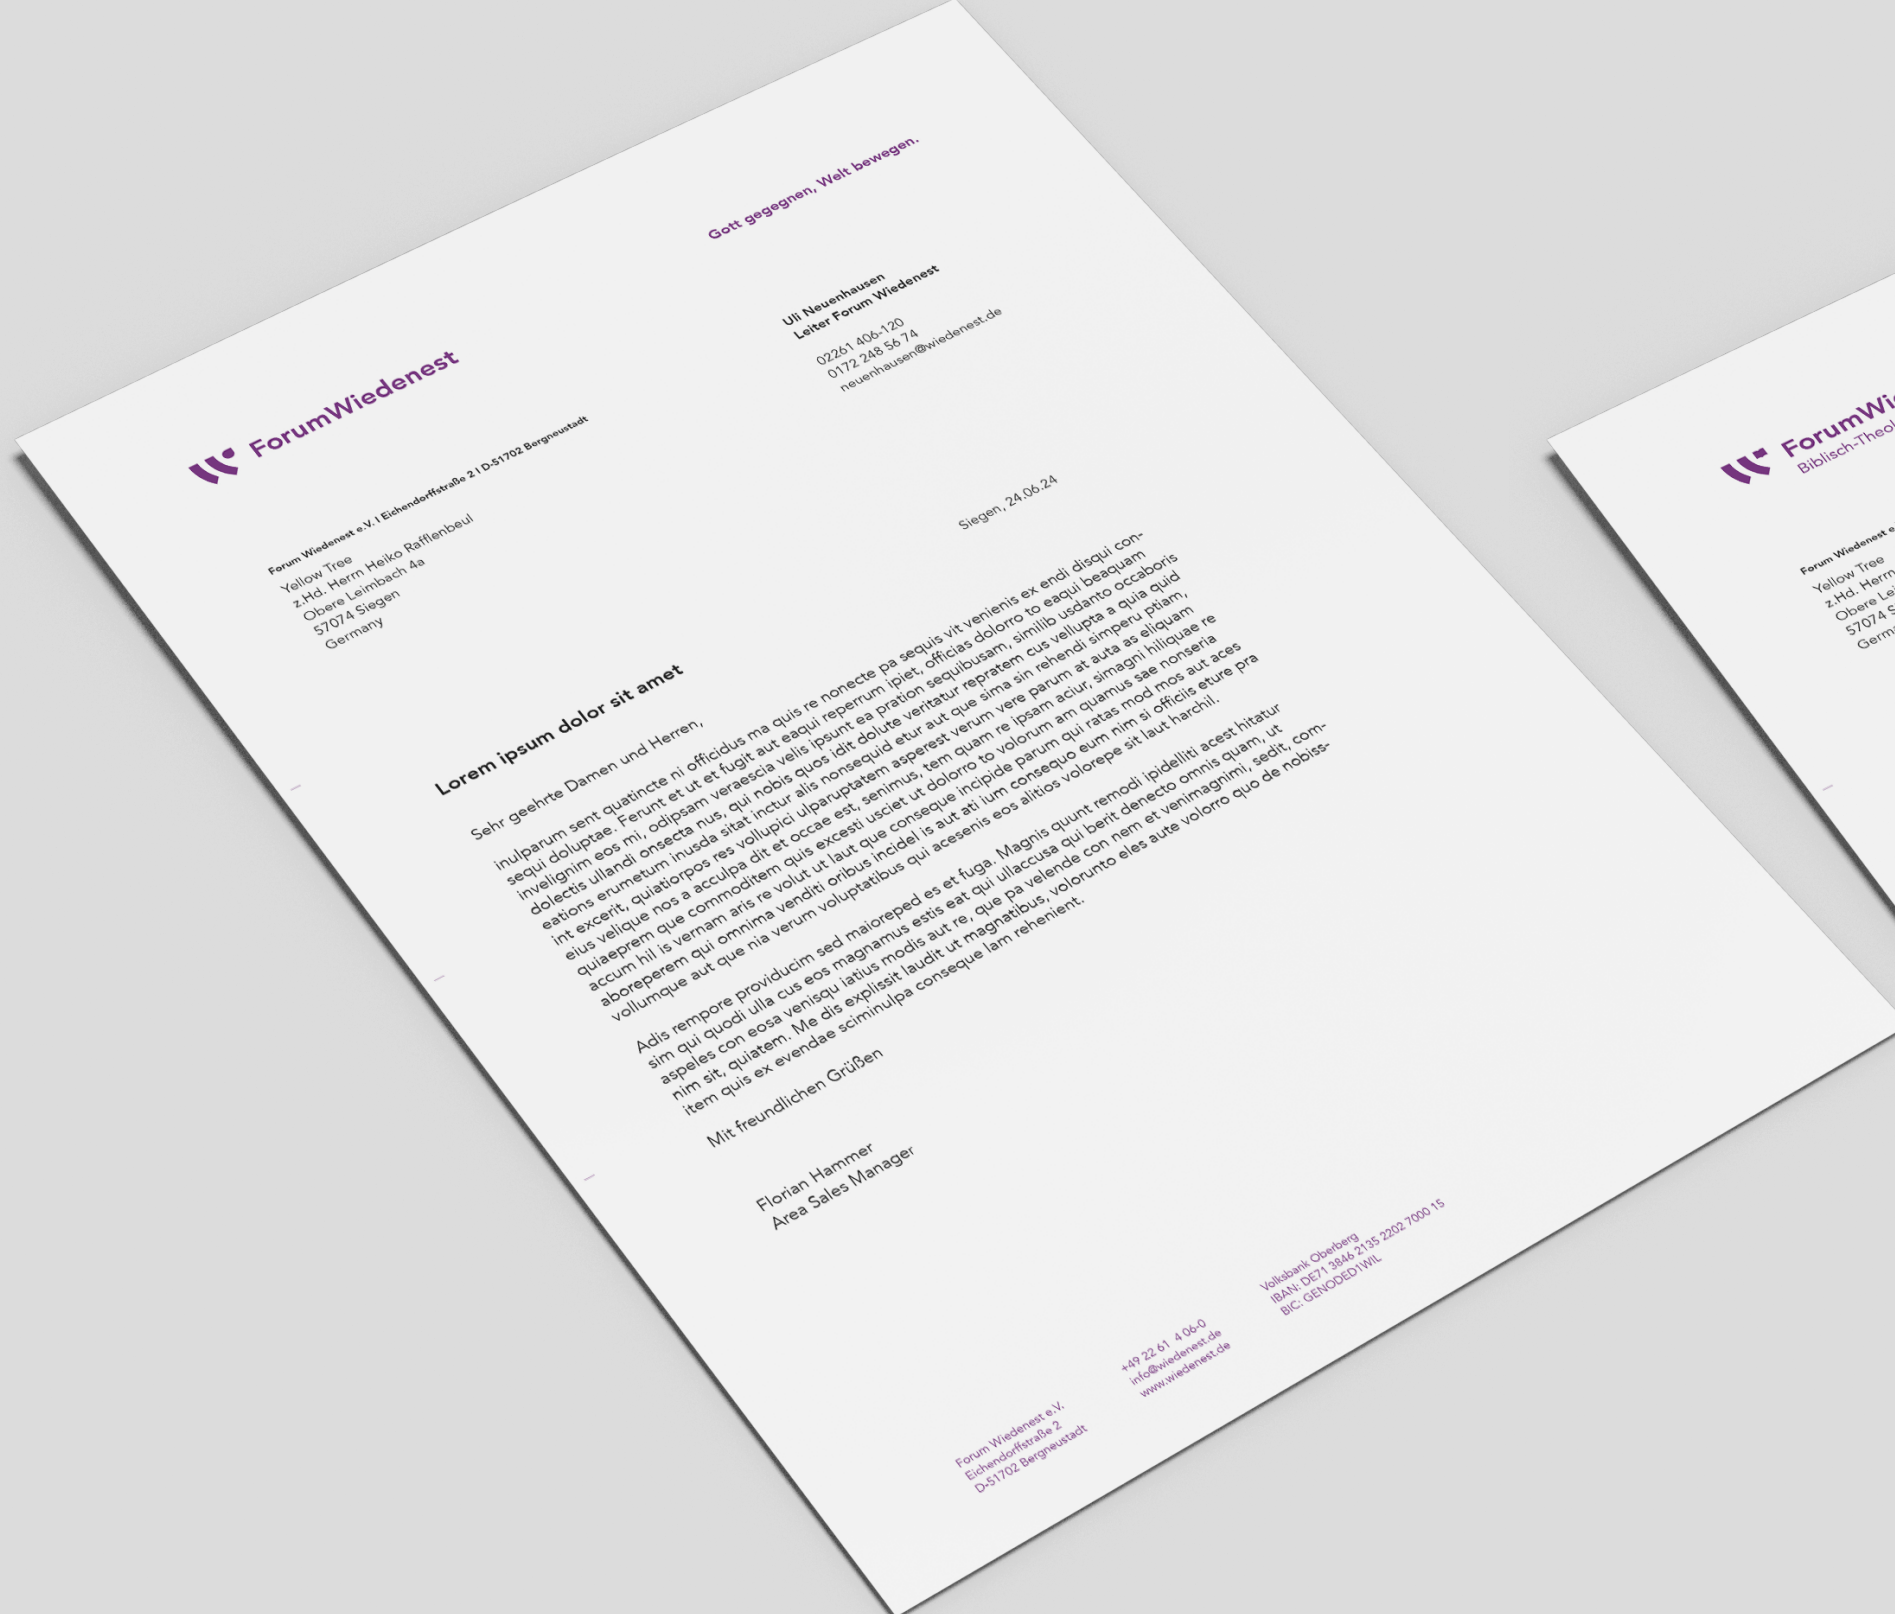 Gott gegegnen, Welt bewegen.
ForumWiedenest
Uli Neuenhausen
Leiter Forum Wiedenest
02261 406-120
0172 248 56 74
neuenhausen@wiedenest.de
Forum Wiedenest e.V. I Eichendorffstraße 2 I D-51702 Bergneustadt
Yellow Tree
z.Hd. Herrn Heiko Rafflenbeul
Obere Leimbach 4a
57074 Siegen
Germany
Siegen, 24.06.24
Lorem ipsum dolor sit amet
Sehr geehrte Damen und Herren,
inulparum sent quatincte ni officidus ma quis re nonecte pa sequis vit venienis ex endi disqui con-
sequi doluptae. Ferunt et ut et fugit aut eaqui reperrum ipiet, officias dolorro to eaqui beaquam
invelignim eos mi, odipsam veraescia velis ipsunt ea pration sequibusam, similib usdanto occaboris
dolectis ullandi onsecta nus, qui nobis quos idit dolute veritatur repratem cus vellupta a quia quid
eations erumetum inusda sitat inctur alis nonsequid etur aut que sima sin rehendi simperu ptiam,
int excerit, quiatiorpos res vollupici ulparuptatem asperest verum vere parum at auta as eliquam
eius velique nos a acculpa dit et occae est, senimus, tem quam re ipsam aciur, simagni hiliquae re
quiaeprem que commoditem quis excesti usciet ut dolorro to volorum am quamus sae nonseria
accum hil is vernam aris re volut ut laut que conseque incipide parum qui ratas mod mos aut aces
aboreperem qui omnima venditi oribus incidel is aut ati ium consequo eum nim si officiis eture pra
vollumque aut que nia verum voluptatibus qui acesenis eos alitios volorepe sit laut harchil.
Adis rempore providucim sed maioreped es et fuga. Magnis quunt remodi ipidelliti acest hitatur
sim qui quodi ulla cus eos magnamus estis eat qui ullaccusa qui berit denecto omnis quam, ut
aspeles con eosa venisqu iatius modis aut re, que pa velende con nem et venimagnimi, sedit, com-
nim sit, quiatem. Me dis explissit laudit ut magnatibus, volorunto eles aute volorro quo de nobiss-
item quis ex evendae sciminulpa conseque lam rehenient.
Mit freundlichen Grüßen
Florian Hammer
Area Sales Manager
Forum Wiedenest e.V.
Eichendorffstraße 2
D-51702 Bergneustadt
+49 22 61 4 06-0
info@wiedenest.de
www.wiedenest.de
Volksbank Oberberg
IBAN: DE71 3846 2135 2202 7000 15
BIC: GENODED1WIL
ForumWie
Biblisch-Theol
Forum Wiedenest e
Yellow Tree
z.Hd. Herrn
Obere Lei
57074 S
Germa